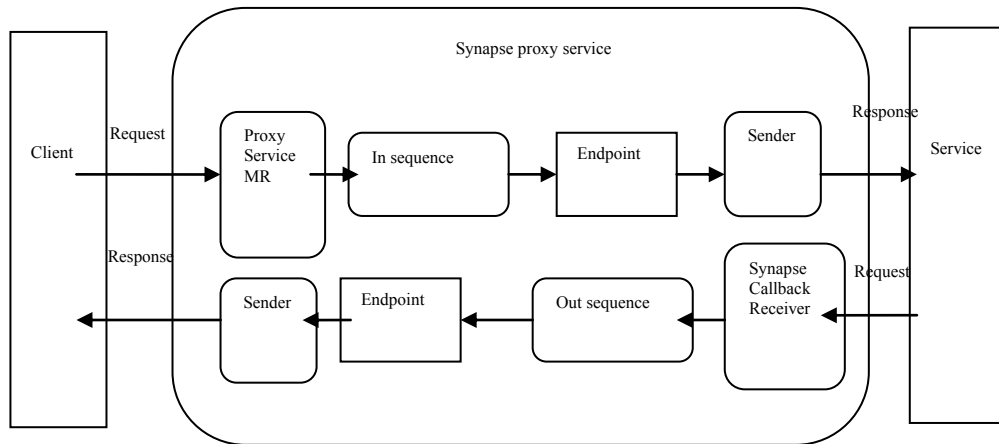 Synapse proxy service
Client
Request
Proxy
Service
MR
In sequence
Endpoint
Sender
Response
Service
Response
Sender
Endpoint
Out sequence
Synapse
Callback
Receiver
Request